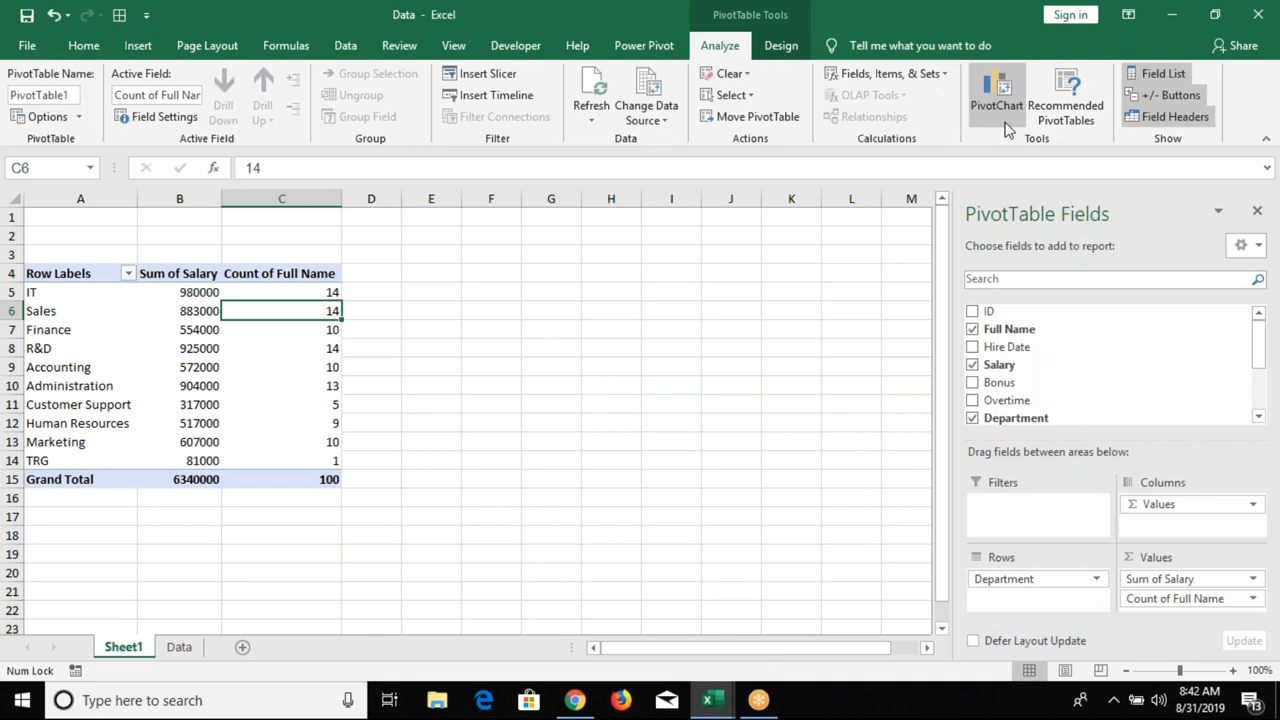 Data - Excel
PivotTable Tools
Sign in
File Home Insert Page Layout Formulas Data Review View Developer Help Power Pivot Analyze Design Tell me what you want to do Share
PivotTable Name:
PivotTable1
Options
PivotTable
Active Field:
Count of Full Nar
Field Settings
Drill Down
Drill Up
Active Field
Group Selection
Ungroup
Group Field
Group
Insert Slicer
Insert Timeline
Filter Connections
Filter
Refresh
Change Data Source
Data
Clear
Select
Move PivotTable
Actions
Fields, Items, & Sets
OLAP Tools
Relationships
Calculations
PivotChart
Recommended PivotTables
Tools
Field List
+/- Buttons
Field Headers
Show
C6 fx 14
A B C D E F G H I J K L M
1
2
3
4 Row Labels Sum of Salary Count of Full Name
5 IT 980000 14
6 Sales 883000 14
7 Finance 554000 10
8 R&D 925000 14
9 Accounting 572000 10
10 Administration 904000 13
11 Customer Support 317000 5
12 Human Resources 517000 9
13 Marketing 607000 10
14 TRG 81000 1
15 Grand Total 6340000 100
16
17
18
19
20
21
22
23
PivotTable Fields
Choose fields to add to report:
Search
ID
Full Name
Hire Date
Salary
Bonus
Overtime
Department
Drag fields between areas below:
Filters
Columns
Σ Values
Rows
Department
Σ Values
Sum of Salary
Count of Full Name
Defer Layout Update
Update
Sheet1 Data
Num Lock
100%
Type here to search
8:42 AM
8/31/2019
13